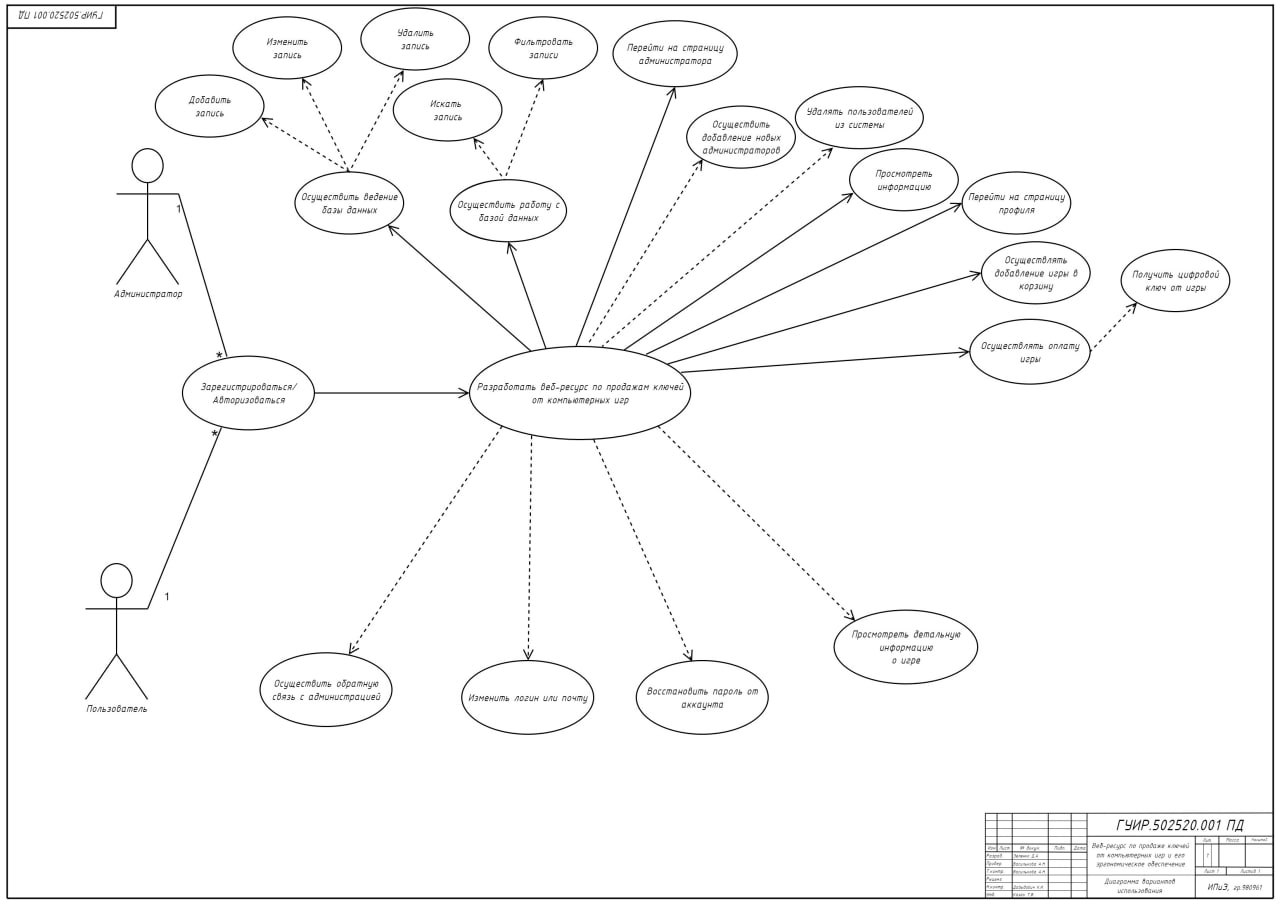 ГУИР.502520.001 ПД
Изменить
запись
Удалить
запись
Фильтровать
записи
Перейти на страницу
администратора
Добавить
запись
Искать
запись
Осуществить
добавление новых
администраторов
Удалять пользователей
из системы
Просмотреть
информацию
Перейти на страницу
профиля
Осуществить ведение
базы данных
Осуществить работу с
базой данных
1
Администратор
Осуществлять
добавление игры в
корзину
Получить цифровой
ключ от игры
Осуществлять оплату
игры
*
Зарегистрироваться/
Авторизоваться
*
Разработать веб-ресурс по продажам ключей
от компьютерных игр
1
Пользователь
Осуществить обратную
связь с администрацией
Изменить логин или почту
Восстановить пароль от
аккаунта
Просмотреть детальную
информацию
о игре
ГУИР.502520.001 ПД
Изм Лист № докум. Подп. Дата
Разраб.
Провер.
Т.контр.
Реценз.
Н.контр.
Утв.
Веб-ресурс по продаже ключей
от компьютерных игр и его
эргономическое обеспечение
Лит. Масса Масштаб
Т
Лист 1 Листов 1
Диаграмма вариантов
использования
ИПиЭ, гр.980961